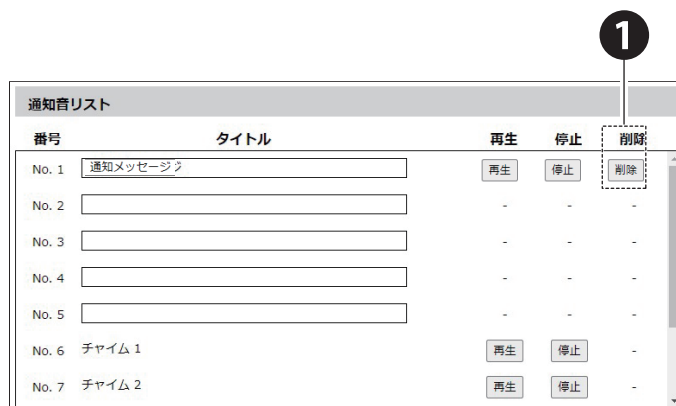 1
通知音リスト
番号 タイトル 再生 停止 削除
No. 1 通知メッセージ 再生 停止 削除
No. 2 - - -
No. 3 - - -
No. 4 - - -
No. 5 - - -
No. 6 チャイム 1 再生 停止 -
No. 7 チャイム 2 再生 停止 -